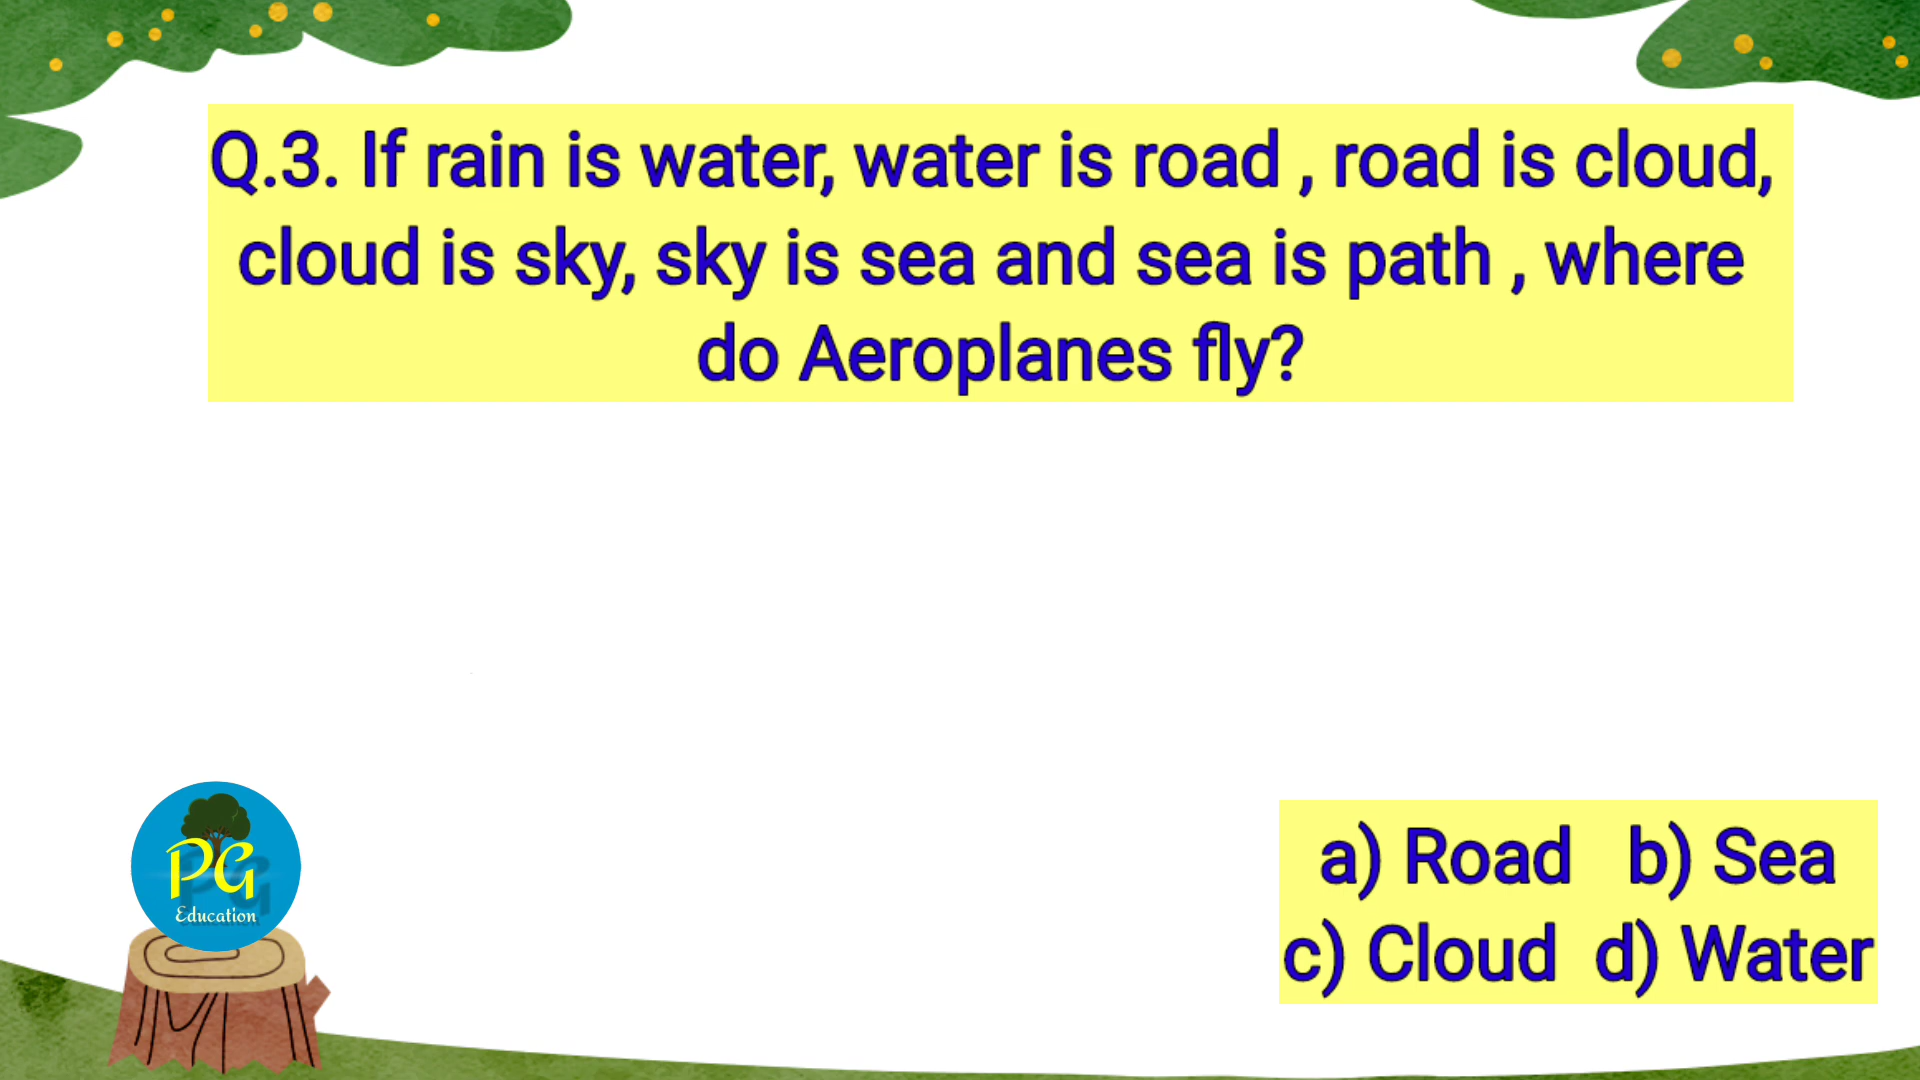 Q.3. If rain is water, water is road , road is cloud,
cloud is sky, sky is sea and sea is path , where
do Aeroplanes fly?
PG
Education
a) Road b) Sea
c) Cloud d) Water